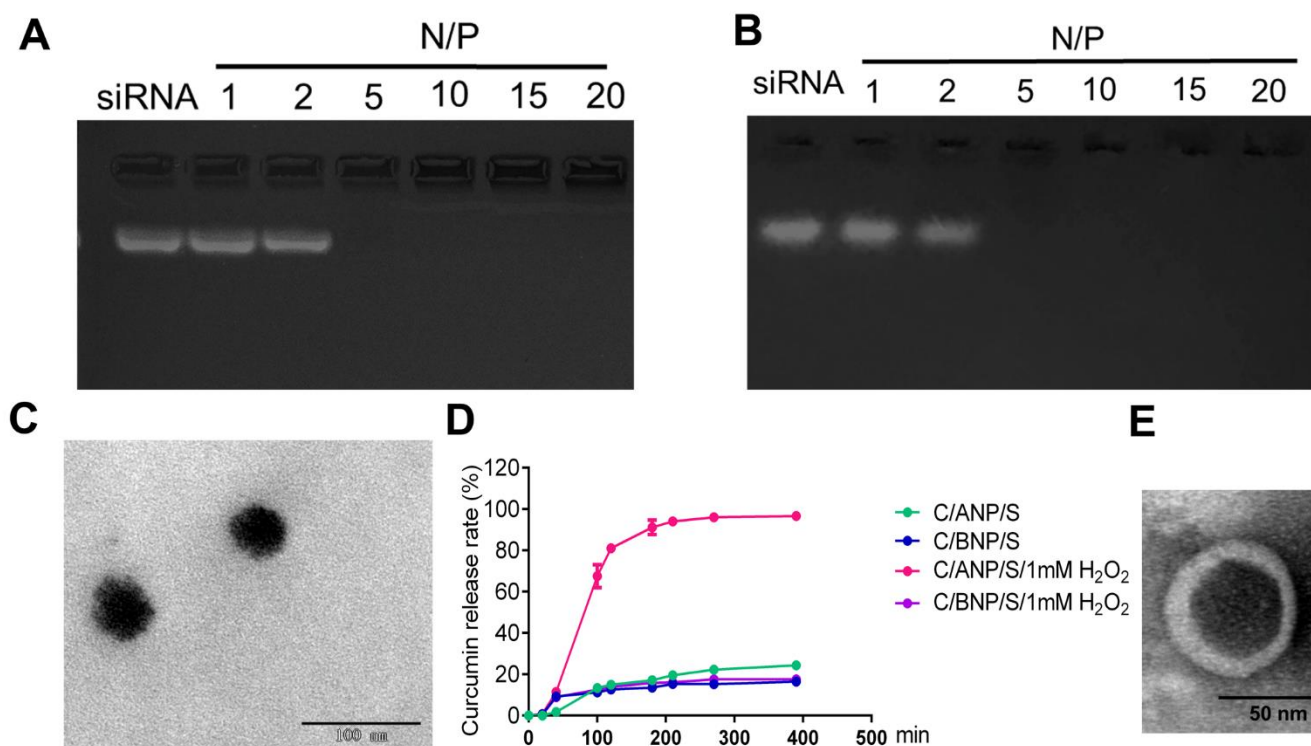 A
N/P
siRNA 1 2 5 10 15 20
B
N/P
siRNA 1 2 5 10 15 20
C
100 nm
D
Curcumin release rate (%)
120
100
80
60
40
20
0
0 100 200 300 400 500 min
C/ANP/S
C/BNP/S
C/ANP/S/1mM H₂O₂
C/BNP/S/1mM H₂O₂
E
50 nm